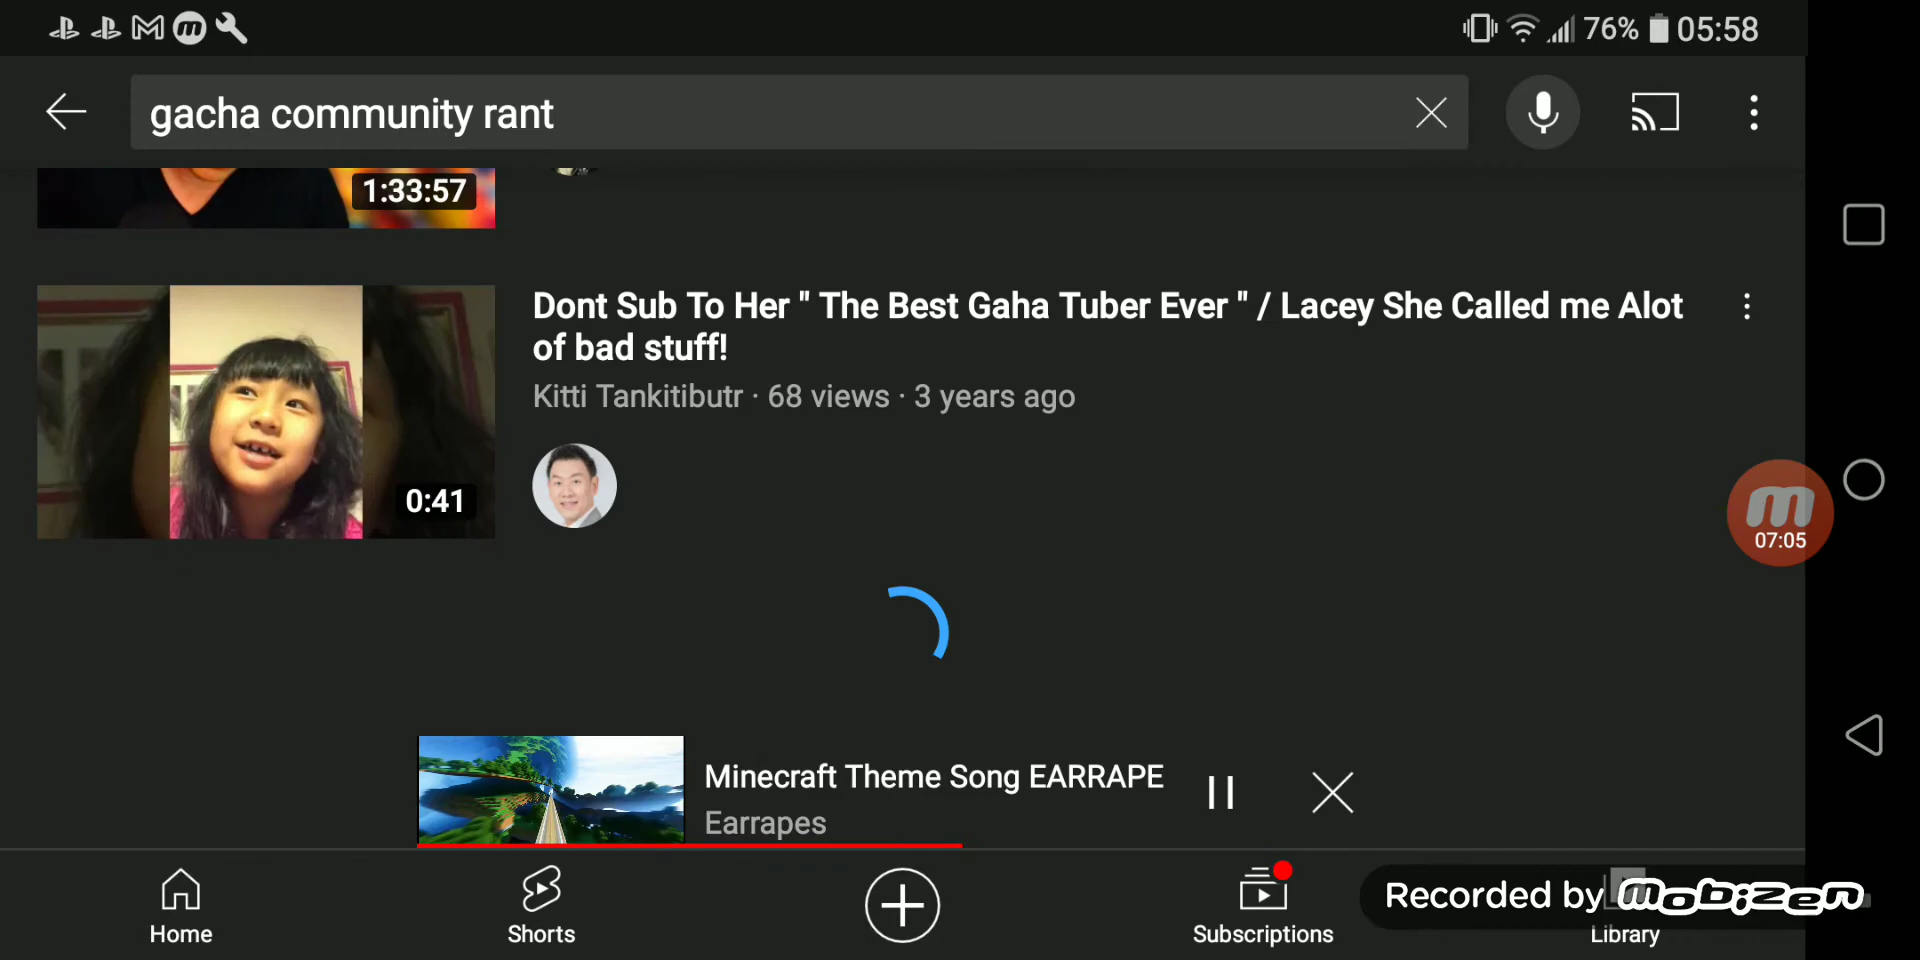 76% 05:58
gacha community rant
1:33:57
Dont Sub To Her " The Best Gaha Tuber Ever " / Lacey She Called me Alot
of bad stuff!
Kitti Tankitibutr · 68 views · 3 years ago
0:41
07:05
Minecraft Theme Song EARRAPE
Earrapes
Home
Shorts
Subscriptions
Library
Recorded by mobizen